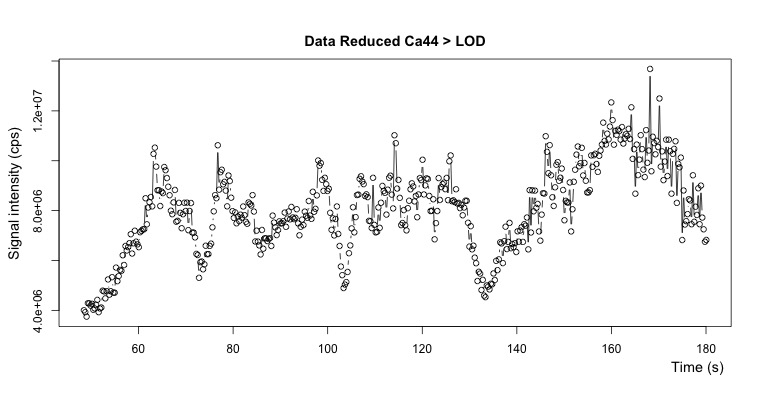 Data Reduced Ca44 > LOD
Signal intensity (cps)
1.2e+07
8.0e+06
4.0e+06
60 80 100 120 140 160 180
Time (s)